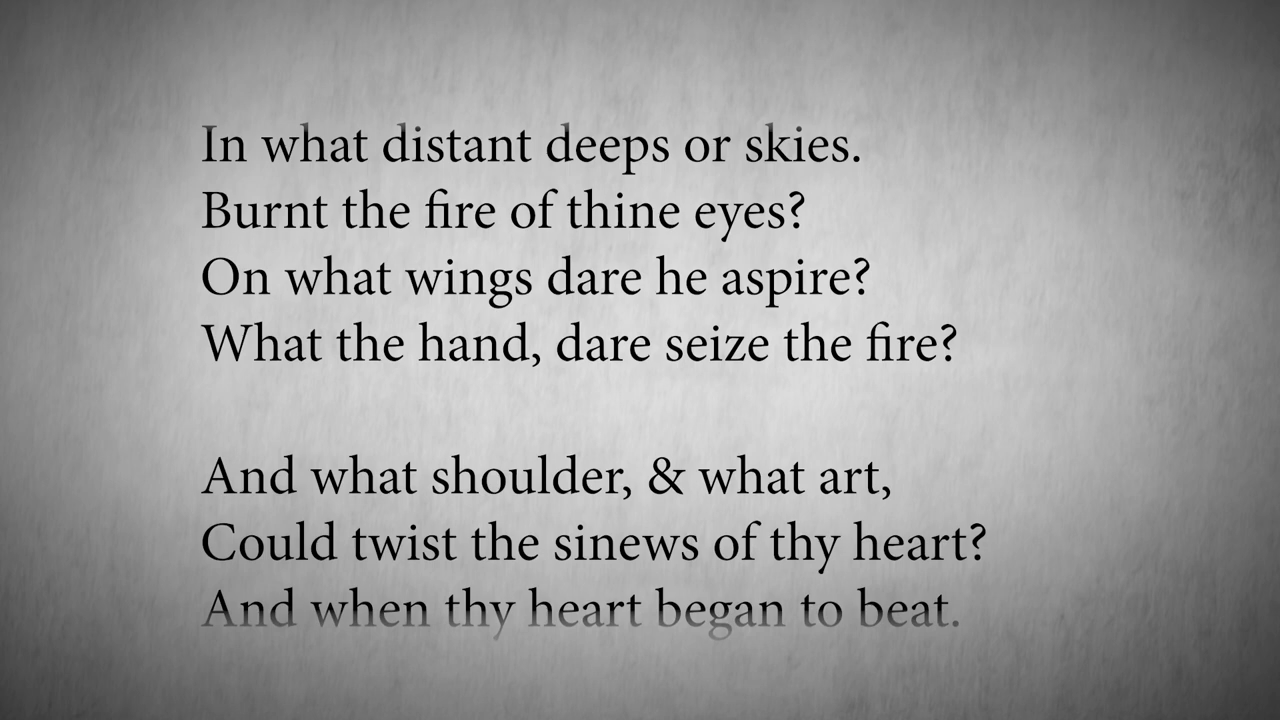 In what distant deeps or skies.
Burnt the fire of thine eyes?
On what wings dare he aspire?
What the hand, dare seize the fire?
And what shoulder, & what art,
Could twist the sinews of thy heart?
And when thy heart began to beat.